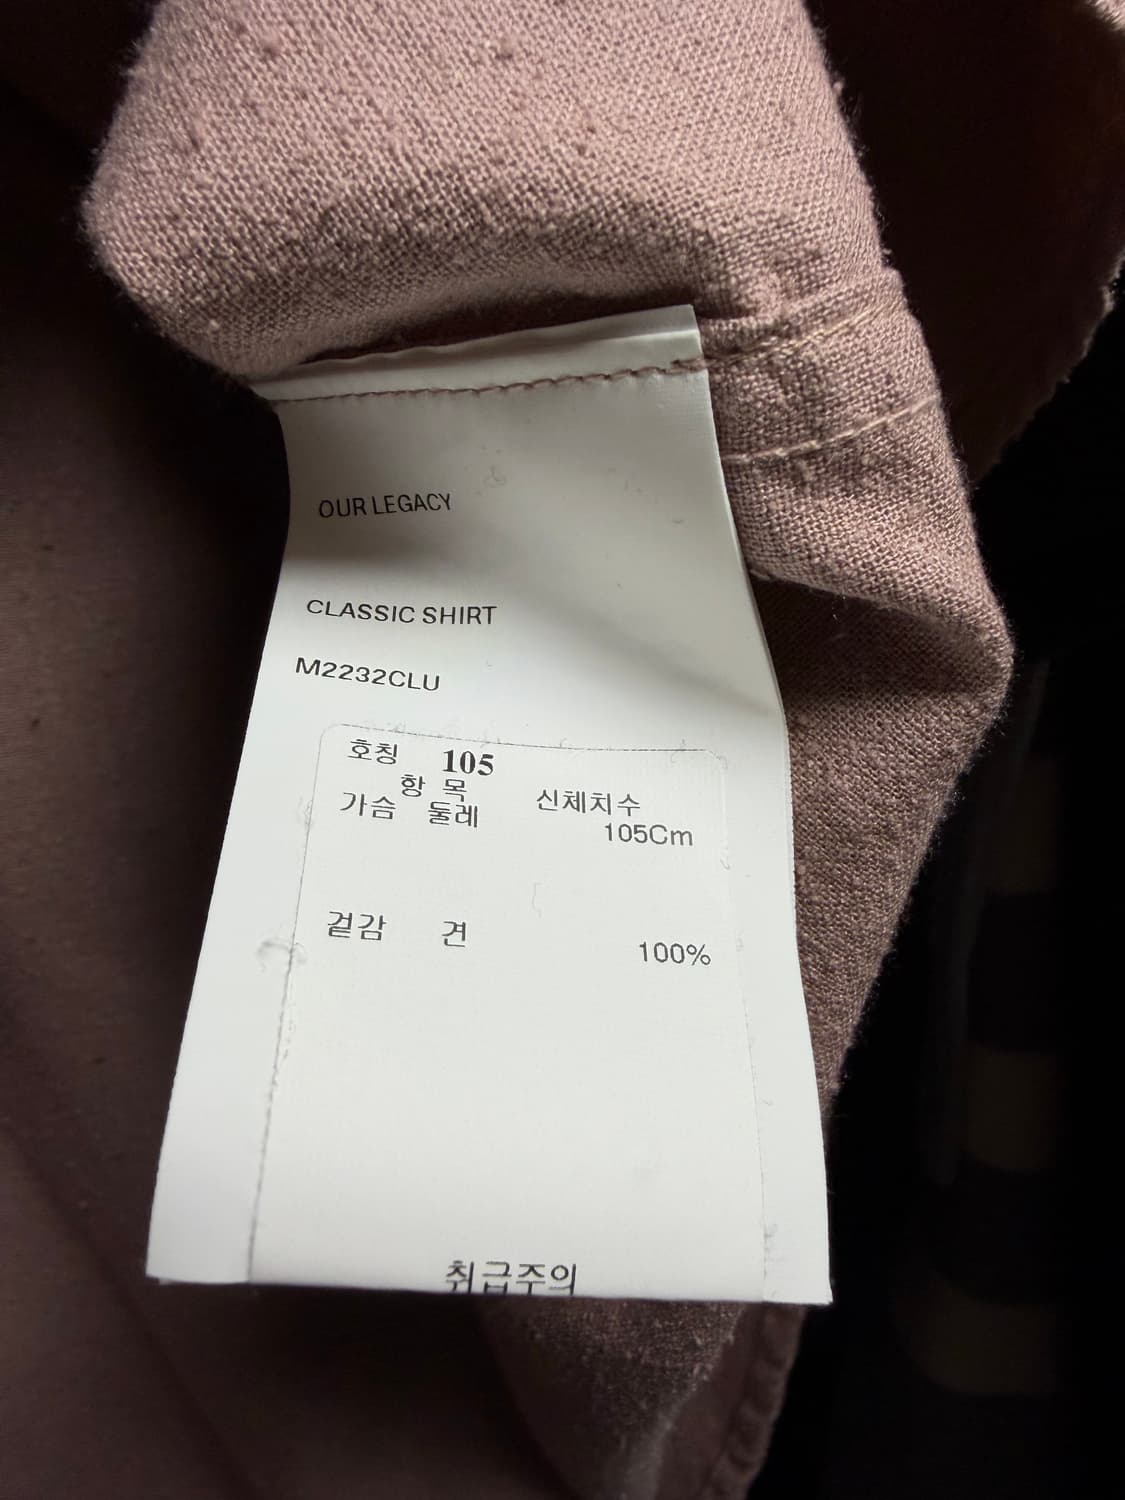 OUR LEGACY
CLASSIC SHIRT
M2232CLU
호칭 105
항 목 신체치수
가슴 둘레 105Cm
겉감 견 100%
취급주의